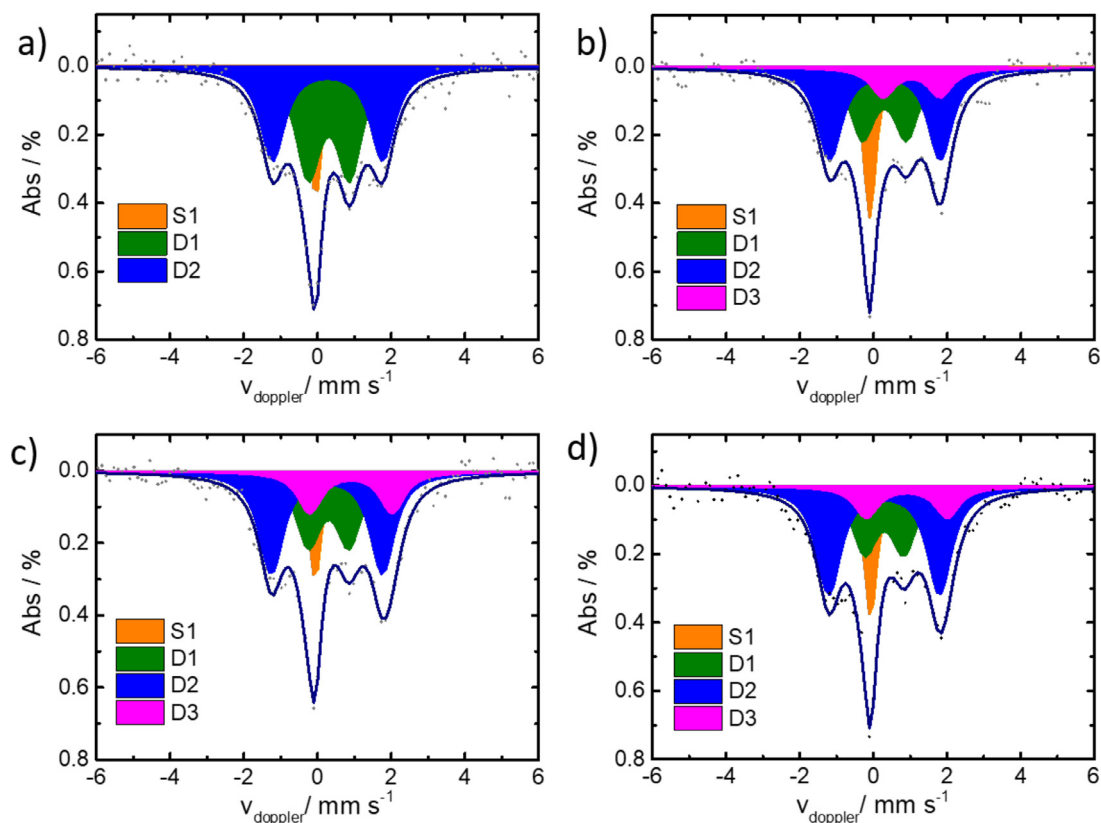 a)
Abs / %
0.0
0.2
0.4
0.6
0.8
S1
D1
D2
-6 -4 -2 0 2 4 6
v_doppler/ mm s⁻¹
b)
Abs / %
0.0
0.2
0.4
0.6
0.8
S1
D1
D2
D3
-6 -4 -2 0 2 4 6
v_doppler/ mm s⁻¹
c)
Abs / %
0.0
0.2
0.4
0.6
0.8
S1
D1
D2
D3
-6 -4 -2 0 2 4 6
v_doppler/ mm s⁻¹
d)
Abs / %
0.0
0.2
0.4
0.6
0.8
S1
D1
D2
D3
-6 -4 -2 0 2 4 6
v_doppler/ mm s⁻¹